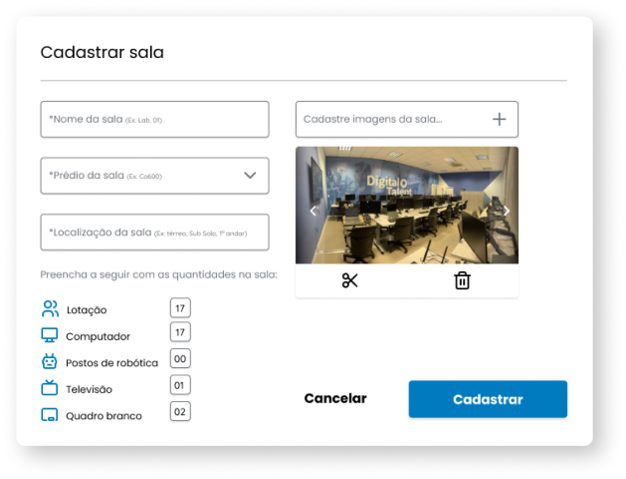 Cadastrar sala
*Nome da sala (Ex: Lab. 01)
Cadastre imagens da sala...
*Prédio da sala (Ex: Ca600)
Digital
Talent
*Localização da sala (Ex: térreo, Sub Solo, 1º andar)
Preencha a seguir com as quantidades na sala:
Lotação 17
Computador 17
Postos de robótica 00
Televisão 01
Quadro branco 02
Cancelar
Cadastrar